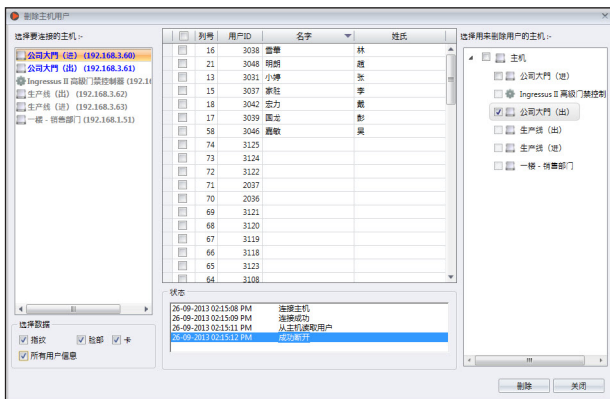 删除主机用户
选择要连接的主机 :-
公司大門（进） (192.168.3.60)
公司大門（出） (192.168.3.61)
Ingressus II 高級门禁控制器 (192.16
生产线（出） (192.168.3.62)
生产线（进） (192.168.3.63)
一楼 - 销售部门 (192.168.1.51)
选择数据
指纹 脸部 卡
所有用户信息
列号 用户ID 名字 姓氏
16 3038 雪華 林
21 3048 明朗 趙
13 3031 小婷 张
15 3037 家胜 李
18 3042 宏力 戴
17 3039 国龙 彭
58 3046 嘉敏 吴
74 3125
73 3124
72 3122
71 2037
70 2036
69 3121
68 3120
67 3119
66 3118
65 3123
64 3108
状态
26-09-2013 02:15:08 PM 连接主机
26-09-2013 02:15:09 PM 连接成功
26-09-2013 02:15:11 PM 从主机读取用户
26-09-2013 02:15:12 PM 成功断开
选择用来删除用户的主机 :-
主机
公司大門（进）
Ingressus II 高级门禁控制
公司大門（出）
生产线（出）
生产线（进）
一楼 - 销售部门
删除 关闭